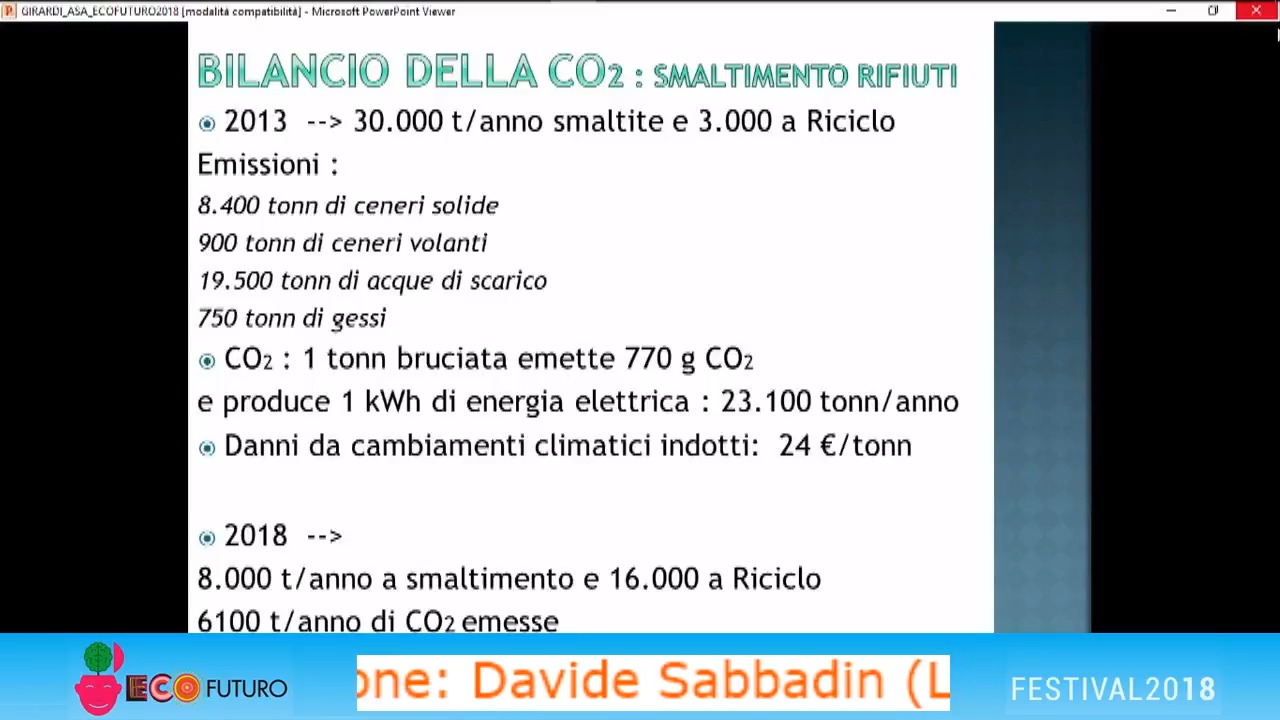 GIRARDI_ASA_ECOFUTURO2018 [modalità compatibilità] - Microsoft PowerPoint Viewer
BILANCIO DELLA CO2 : SMALTIMENTO RIFIUTI
2013 --> 30.000 t/anno smaltite e 3.000 a Riciclo
Emissioni :
8.400 tonn di ceneri solide
900 tonn di ceneri volanti
19.500 tonn di acque di scarico
750 tonn di gessi
CO2 : 1 tonn bruciata emette 770 g CO2
e produce 1 kWh di energia elettrica : 23.100 tonn/anno
Danni da cambiamenti climatici indotti: 24 €/tonn
2018 -->
8.000 t/anno a smaltimento e 16.000 a Riciclo
6100 t/anno di CO2 emesse
ECO FUTURO
one: Davide Sabbadin (L
FESTIVAL2018